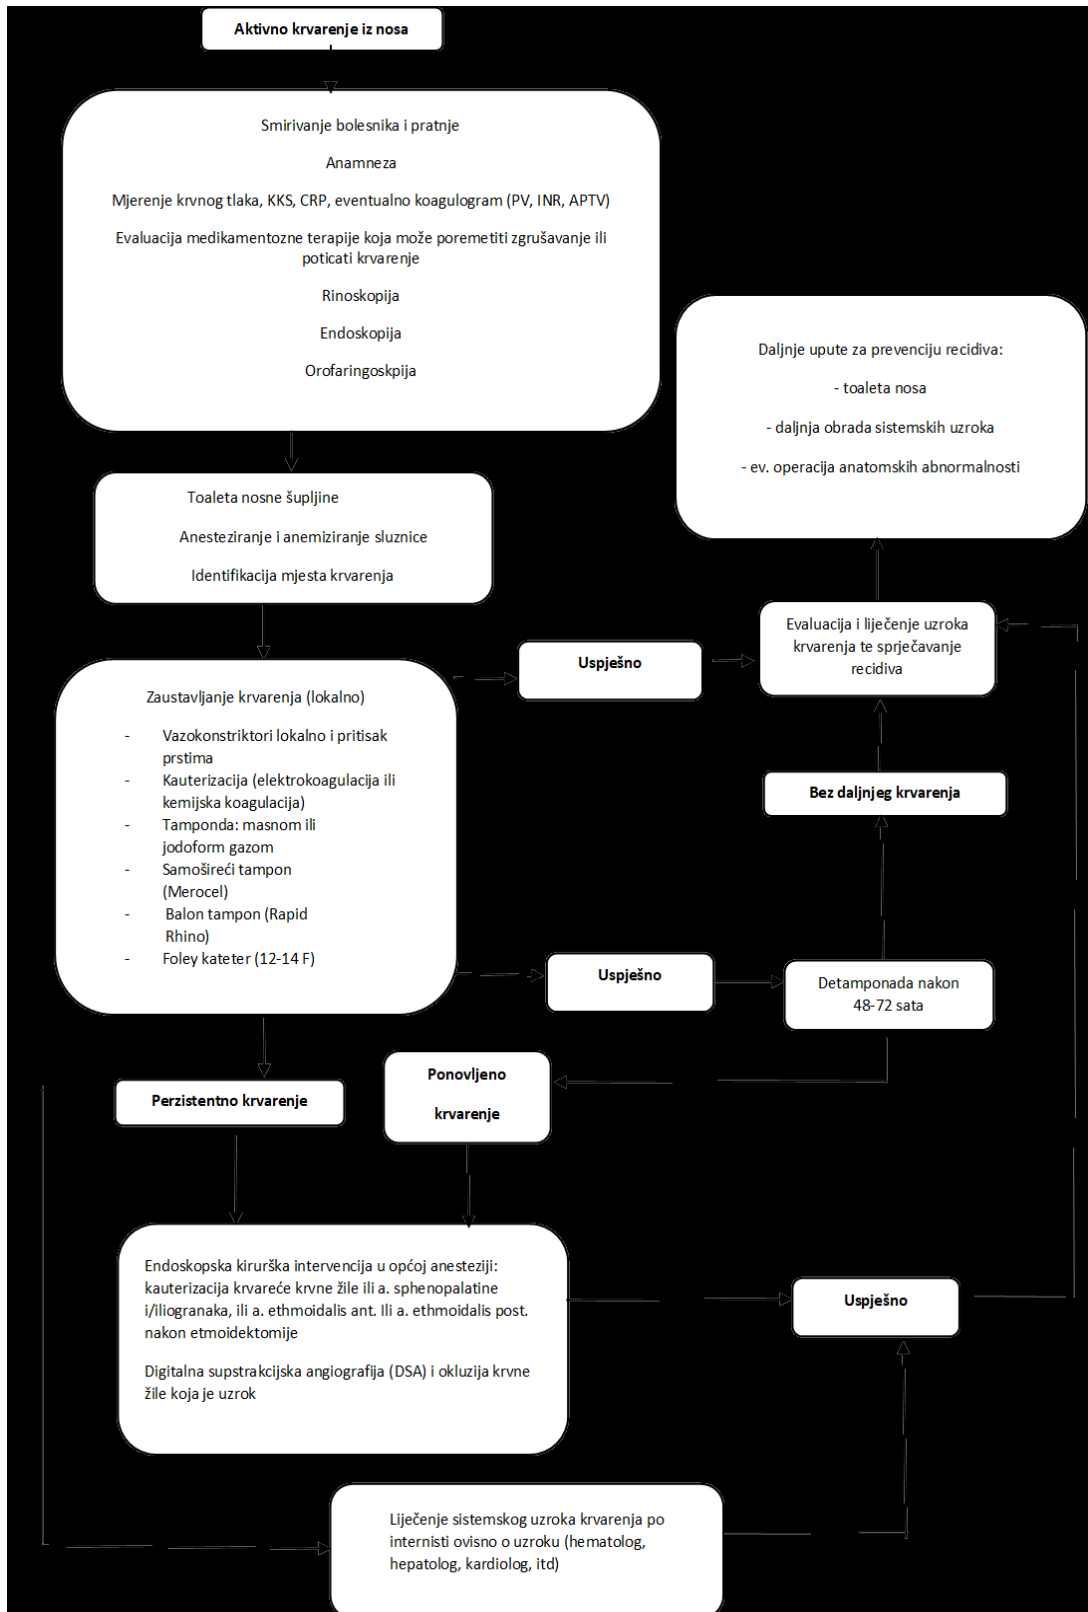 Aktivno krvarenje iz nosa
Smirivanje bolesnika i pratnje
Anamneza
Mjerenje krvnog tlaka, KKS, CRP, eventualno koagulogram (PV, INR, APTV)
Evaluacija medikamentozne terapije koja može poremetiti zgrušavanje ili
poticati krvarenje
Rinoskopija
Endoskopija
Orofaringoskpija
Daljnje upute za prevenciju recidiva:
- toaleta nosa
- daljnja obrada sistemskih uzroka
- ev. operacija anatomskih abnormalnosti
Toaleta nosne šupljine
Anesteziranje i anemiziranje sluznice
Identifikacija mjesta krvarenja
Evaluacija i liječenje uzroka
krvarenja te sprječavanje
recidiva
Uspješno
Zaustavljanje krvarenja (lokalno)
- Vazokonstriktori lokalno i pritisak
prstima
- Kauterizacija (elektrokoagulacija ili
kemijska koagulacija)
- Tamponda: masnom ili
jodoform gazom
- Samošireći tampon
(Merocel)
- Balon tampon (Rapid
Rhino)
- Foley kateter (12-14 F)
Bez daljnjeg krvarenja
Uspješno
Detamponada nakon
48-72 sata
Ponovljeno
krvarenje
Perzistentno krvarenje
Endoskopska kirurška intervencija u općoj anesteziji:
kauterizacija krvareće krvne žile ili a. sphenopalatine
i/iliogranaka, ili a. ethmoidalis ant. Ili a. ethmoidalis post.
nakon etmoidektomije
Digitalna supstrakcijska angiografija (DSA) i okluzija krvne
žile koja je uzrok
Uspješno
Liječenje sistemskog uzroka krvarenja po
internisti ovisno o uzroku (hematolog,
hepatolog, kardiolog, itd)